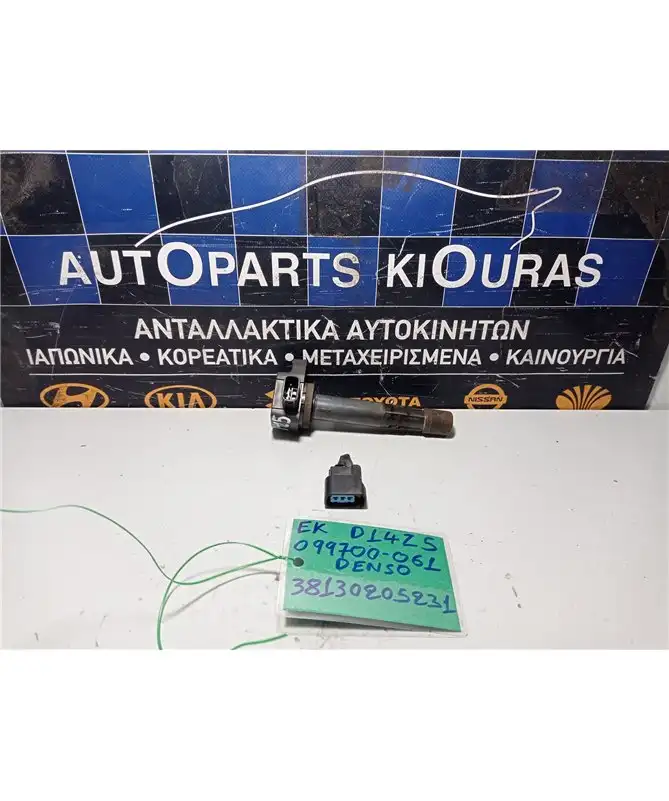 AUTOPARTS KIOURAS
ΑΝΤΑΛΛΑΚΤΙΚΑ ΑΥΤΟΚΙΝΗΤΩΝ
ΙΑΠΩΝΙΚΑ • ΚΟΡΕΑΤΙΚΑ • ΜΕΤΑΧΕΙΡΙΣΜΕΝΑ • ΚΑΙΝΟΥΡΓΙΑ
KIA
TOYOTA
NISSAN
EK D14Z5
099700-061
DENSO
38130205231